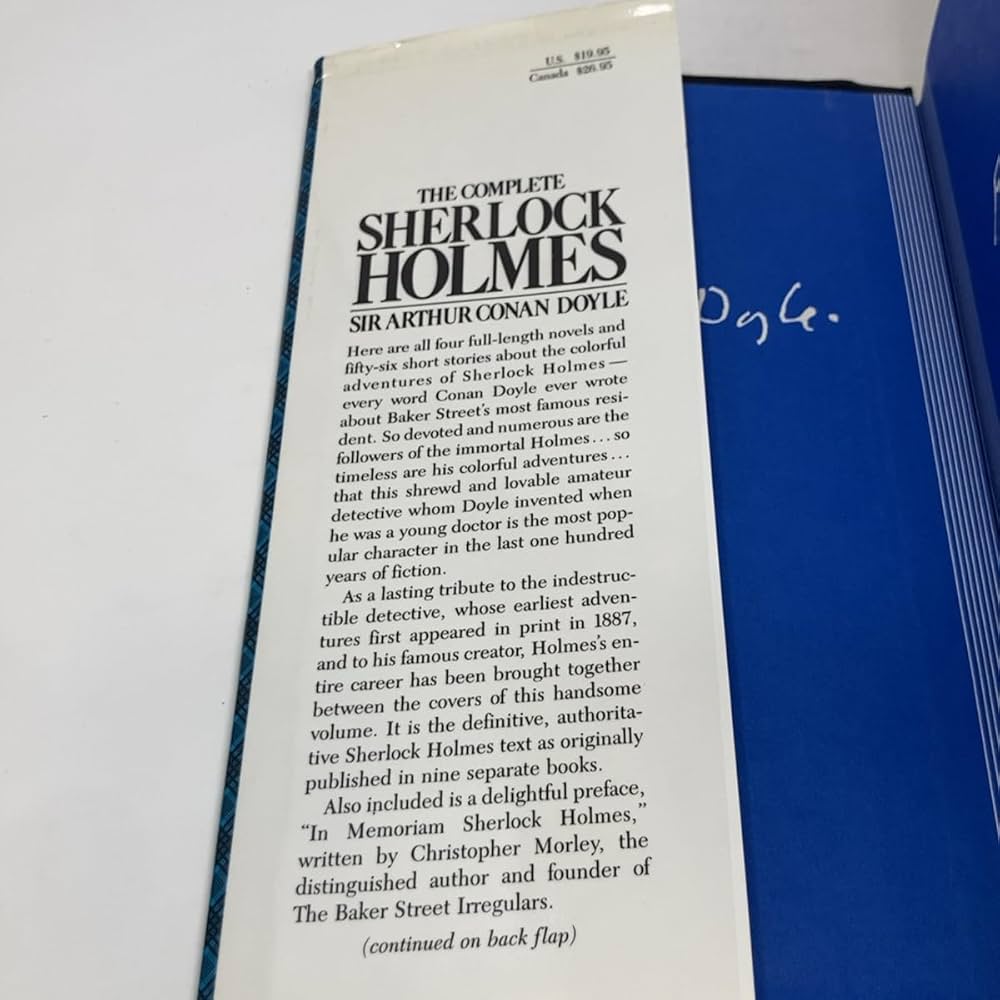 U.S. $19.95
Canada $26.95
THE COMPLETE
SHERLOCK
HOLMES
SIR ARTHUR CONAN DOYLE
Here are all four full-length novels and
fifty-six short stories about the colorful
adventures of Sherlock Holmes—
every word Conan Doyle ever wrote
about Baker Street's most famous resi-
dent. So devoted and numerous are the
followers of the immortal Holmes...so
timeless are his colorful adventures...
that this shrewd and lovable amateur
detective whom Doyle invented when
he was a young doctor is the most pop-
ular character in the last one hundred
years of fiction.
As a lasting tribute to the indestruc-
tible detective, whose earliest adven-
tures first appeared in print in 1887,
and to his famous creator, Holmes's en-
tire career has been brought together
between the covers of this handsome
volume. It is the definitive, authorita-
tive Sherlock Holmes text as originally
published in nine separate books.
Also included is a delightful preface,
"In Memoriam Sherlock Holmes,"
written by Christopher Morley, the
distinguished author and founder of
The Baker Street Irregulars.
(continued on back flap)
Doyle.